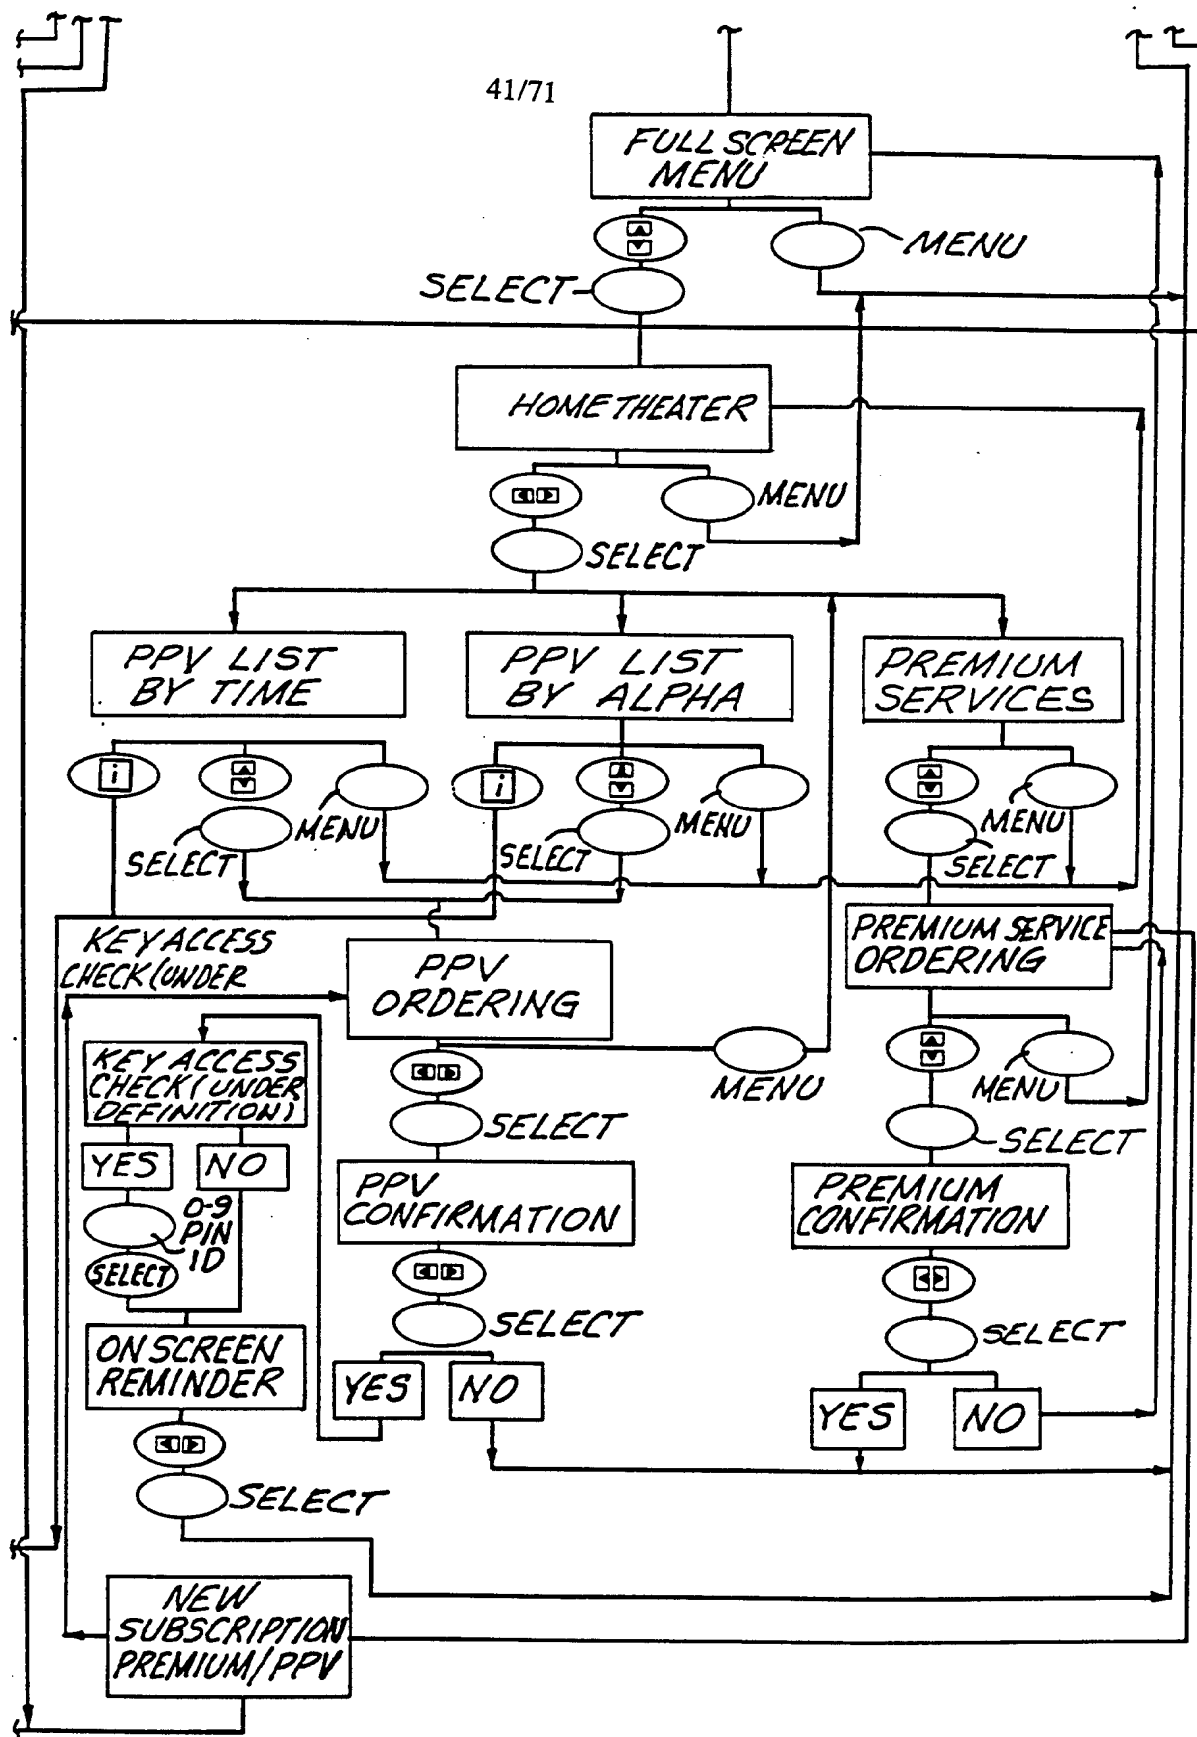 41/71
FULL SCREEN
MENU
MENU
SELECT
HOME THEATER
MENU
SELECT
PPV LIST
BY TIME
PPV LIST
BY ALPHA
PREMIUM
SERVICES
i
i
MENU
SELECT
MENU
SELECT
MENU
SELECT
KEY ACCESS
CHECK (UNDER
PPV
ORDERING
PREMIUM SERVICE
ORDERING
KEY ACCESS
CHECK (UNDER
DEFINITION)
MENU
MENU
SELECT
SELECT
YES
NO
0-9
PIN
ID
SELECT
PPV
CONFIRMATION
PREMIUM
CONFIRMATION
SELECT
SELECT
ON SCREEN
REMINDER
YES
NO
YES
NO
SELECT
NEW
SUBSCRIPTION
PREMIUM/PPV